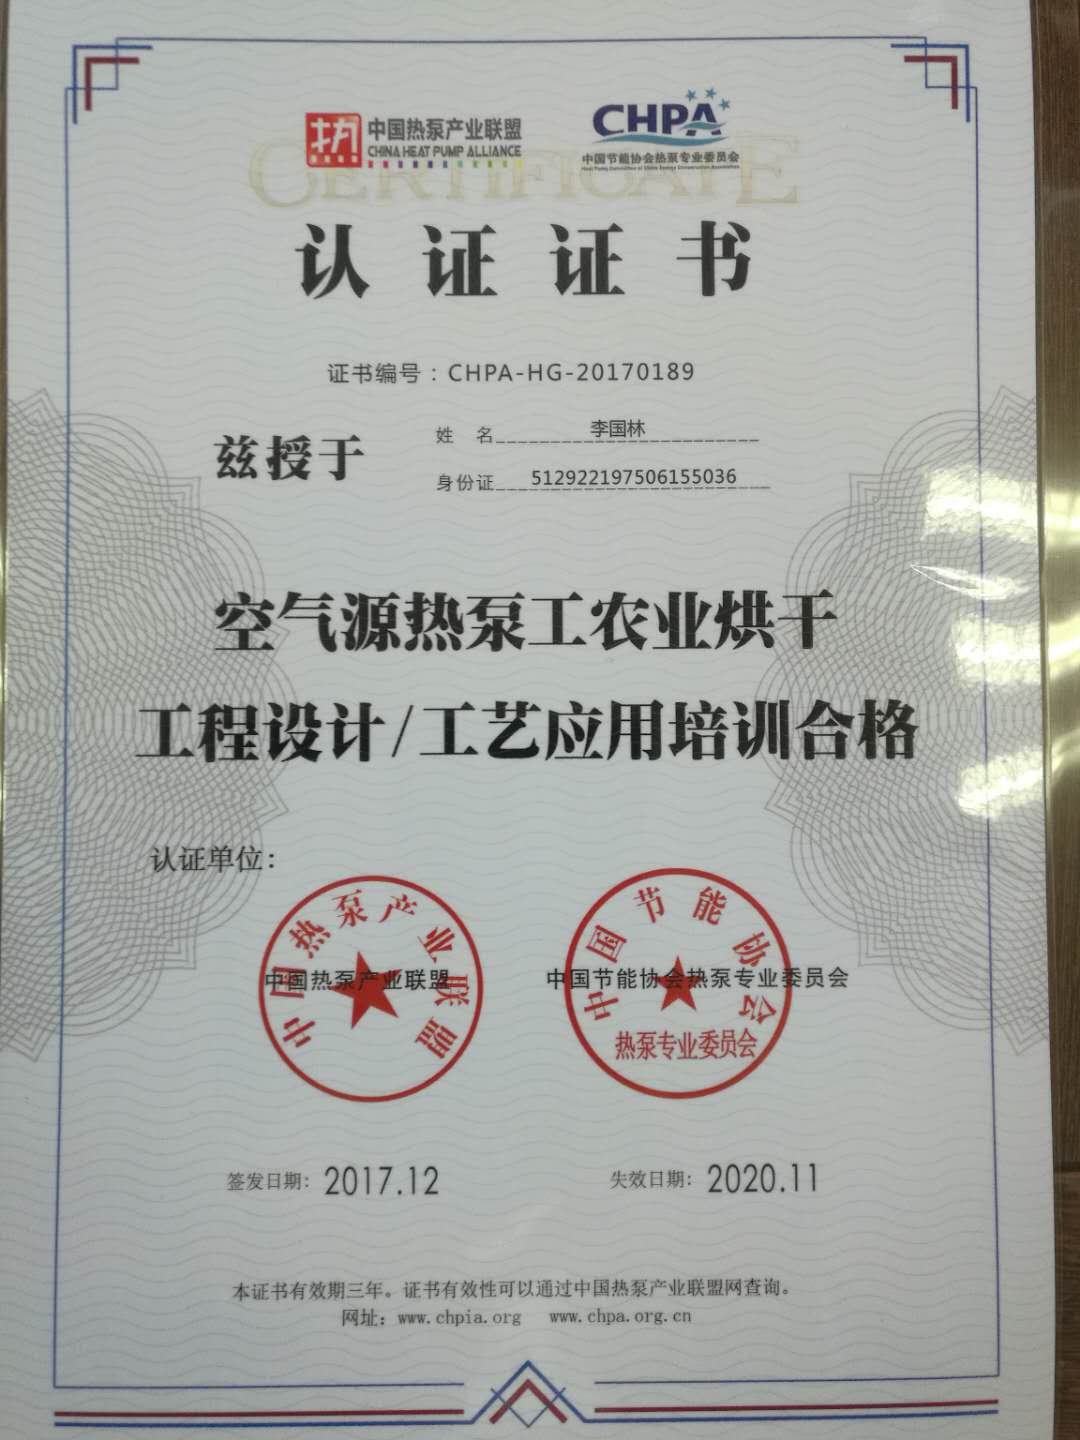 中国热泵产业联盟
CHINA HEAT PUMP ALLIANCE
CHPA
中国节能协会热泵专业委员会
Heat Pump Committee of China Energy Conservation Association
CERTIFICATE
认证证书
证书编号：CHPA-HG-20170189
兹授于
姓 名 李国林
身份证 512922197506155036
空气源热泵工农业烘干
工程设计/工艺应用培训合格
认证单位：
中国热泵产业联盟
中国热泵产业联盟
中国节能协会
中国节能协会热泵专业委员会
热泵专业委员会
签发日期：2017.12 失效日期：2020.11
本证书有效期三年。证书有效性可以通过中国热泵产业联盟网查询。
网址：www.chpia.org www.chpa.org.cn